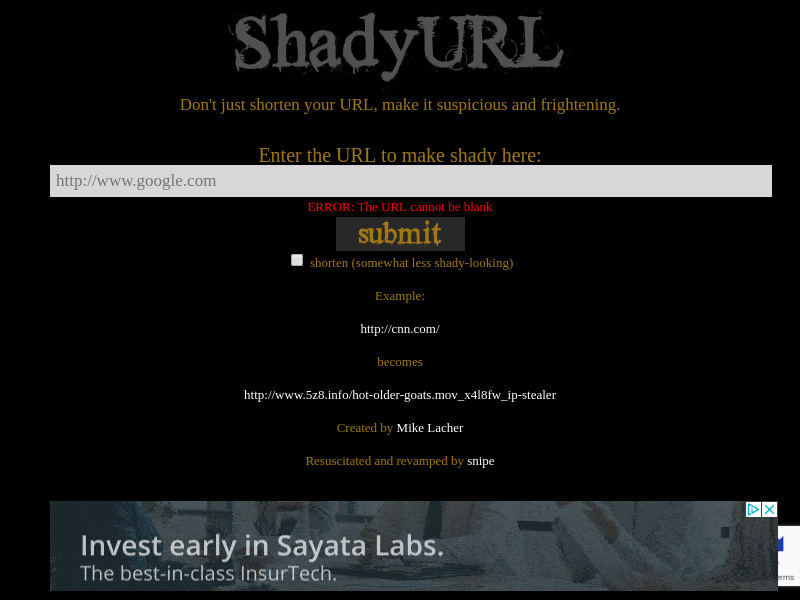 ShadyURL
Don't just shorten your URL, make it suspicious and frightening.
Enter the URL to make shady here:
http://www.google.com
ERROR; The URL cannot be blank
submit
shorten (somewhat less shady-looking)
Example:
http://cnn.com/
becomes
http://www.5z8.info/hot-older-goats.mov_x4l8fw_ip-stealer
Created by Mike Lacher
Resuscitated and revamped by snipe
Invest early in Sayata Labs.
The best-in-class InsurTech.